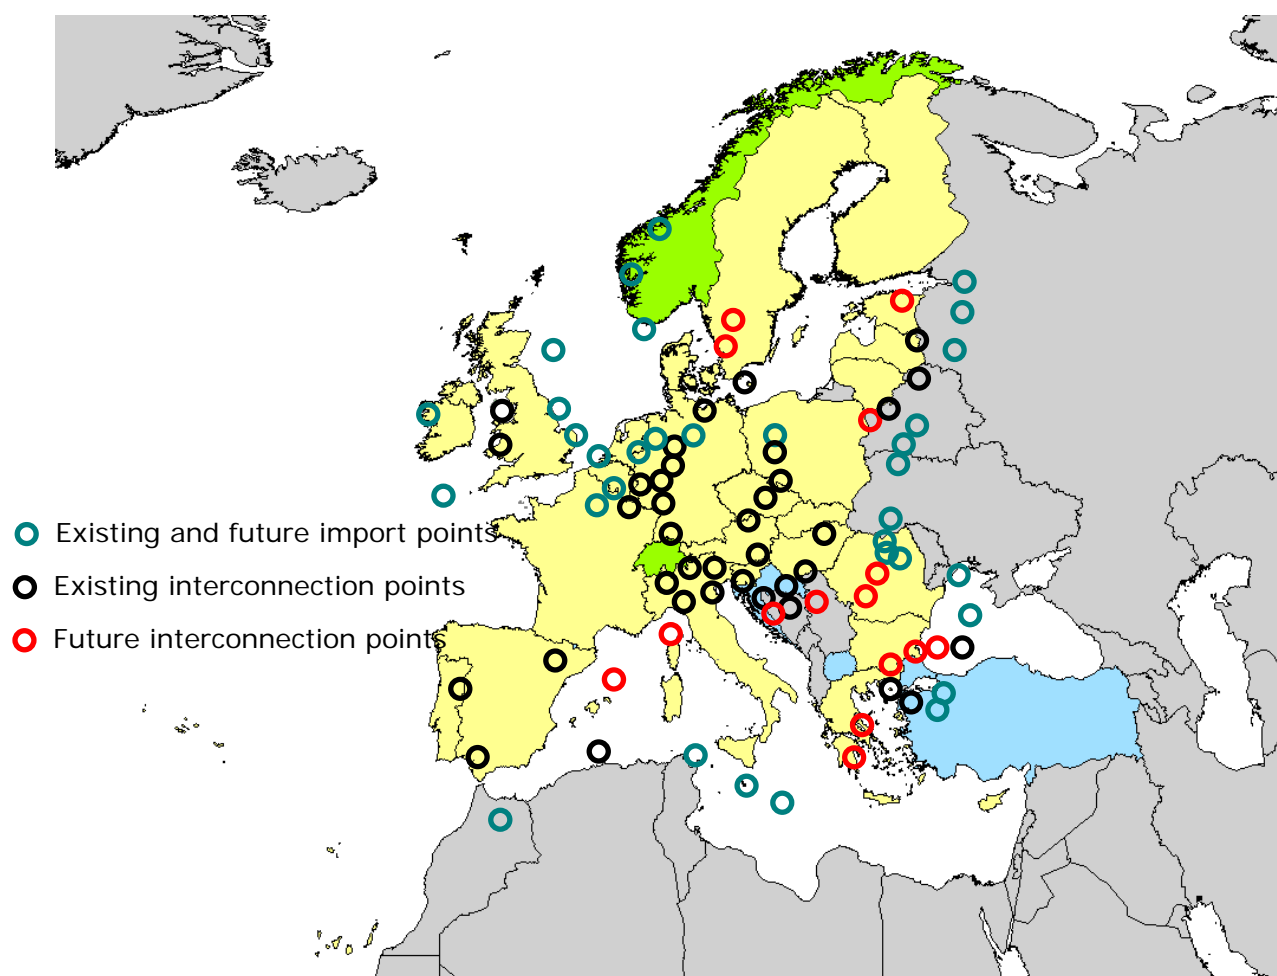 Existing and future import points
Existing interconnection points
Future interconnection points